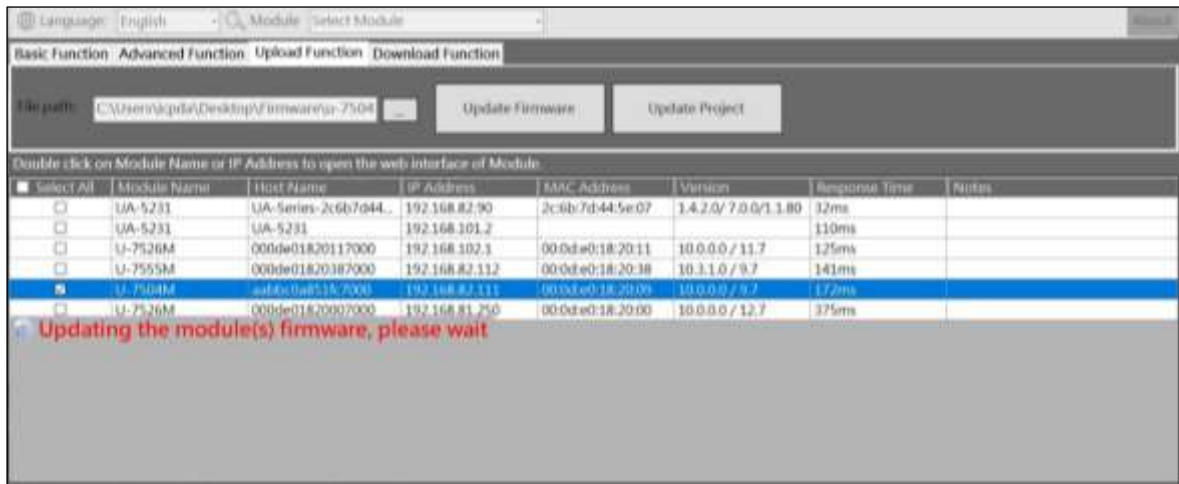 Language: English Module Select Module About
Basic Function Advanced Function Upload Function Download Function
File path: C:\Users\icpda\Desktop\Firmware\u-7504 ... Update Firmware Update Project
Double click on Module Name or IP Address to open the web interface of Module.
Select All Module Name Host Name IP Address MAC Address Version Response Time Notes
UA-5231 UA-Series-2c6b7d44... 192.168.82.90 2c:6b:7d:44:5e:07 1.4.2.0/ 7.0.0/1.1.80 32ms
UA-5231 UA-5231 192.168.101.2 110ms
U-7526M 000de01820117000 192.168.102.1 00:0d:e0:18:20:11 10.0.0.0 / 11.7 125ms
U-7555M 000de01820387000 192.168.82.112 00:0d:e0:18:20:38 10.3.1.0 / 9.7 141ms
U-7504M 192.168.82.111 00:0d:e0:18:20:09 10.0.0.0 / 9.7 172ms
U-7526M 000de01820007000 192.168.81.250 00:0d:e0:18:20:00 10.0.0.0 / 12.7 375ms
Updating the module(s) firmware, please wait